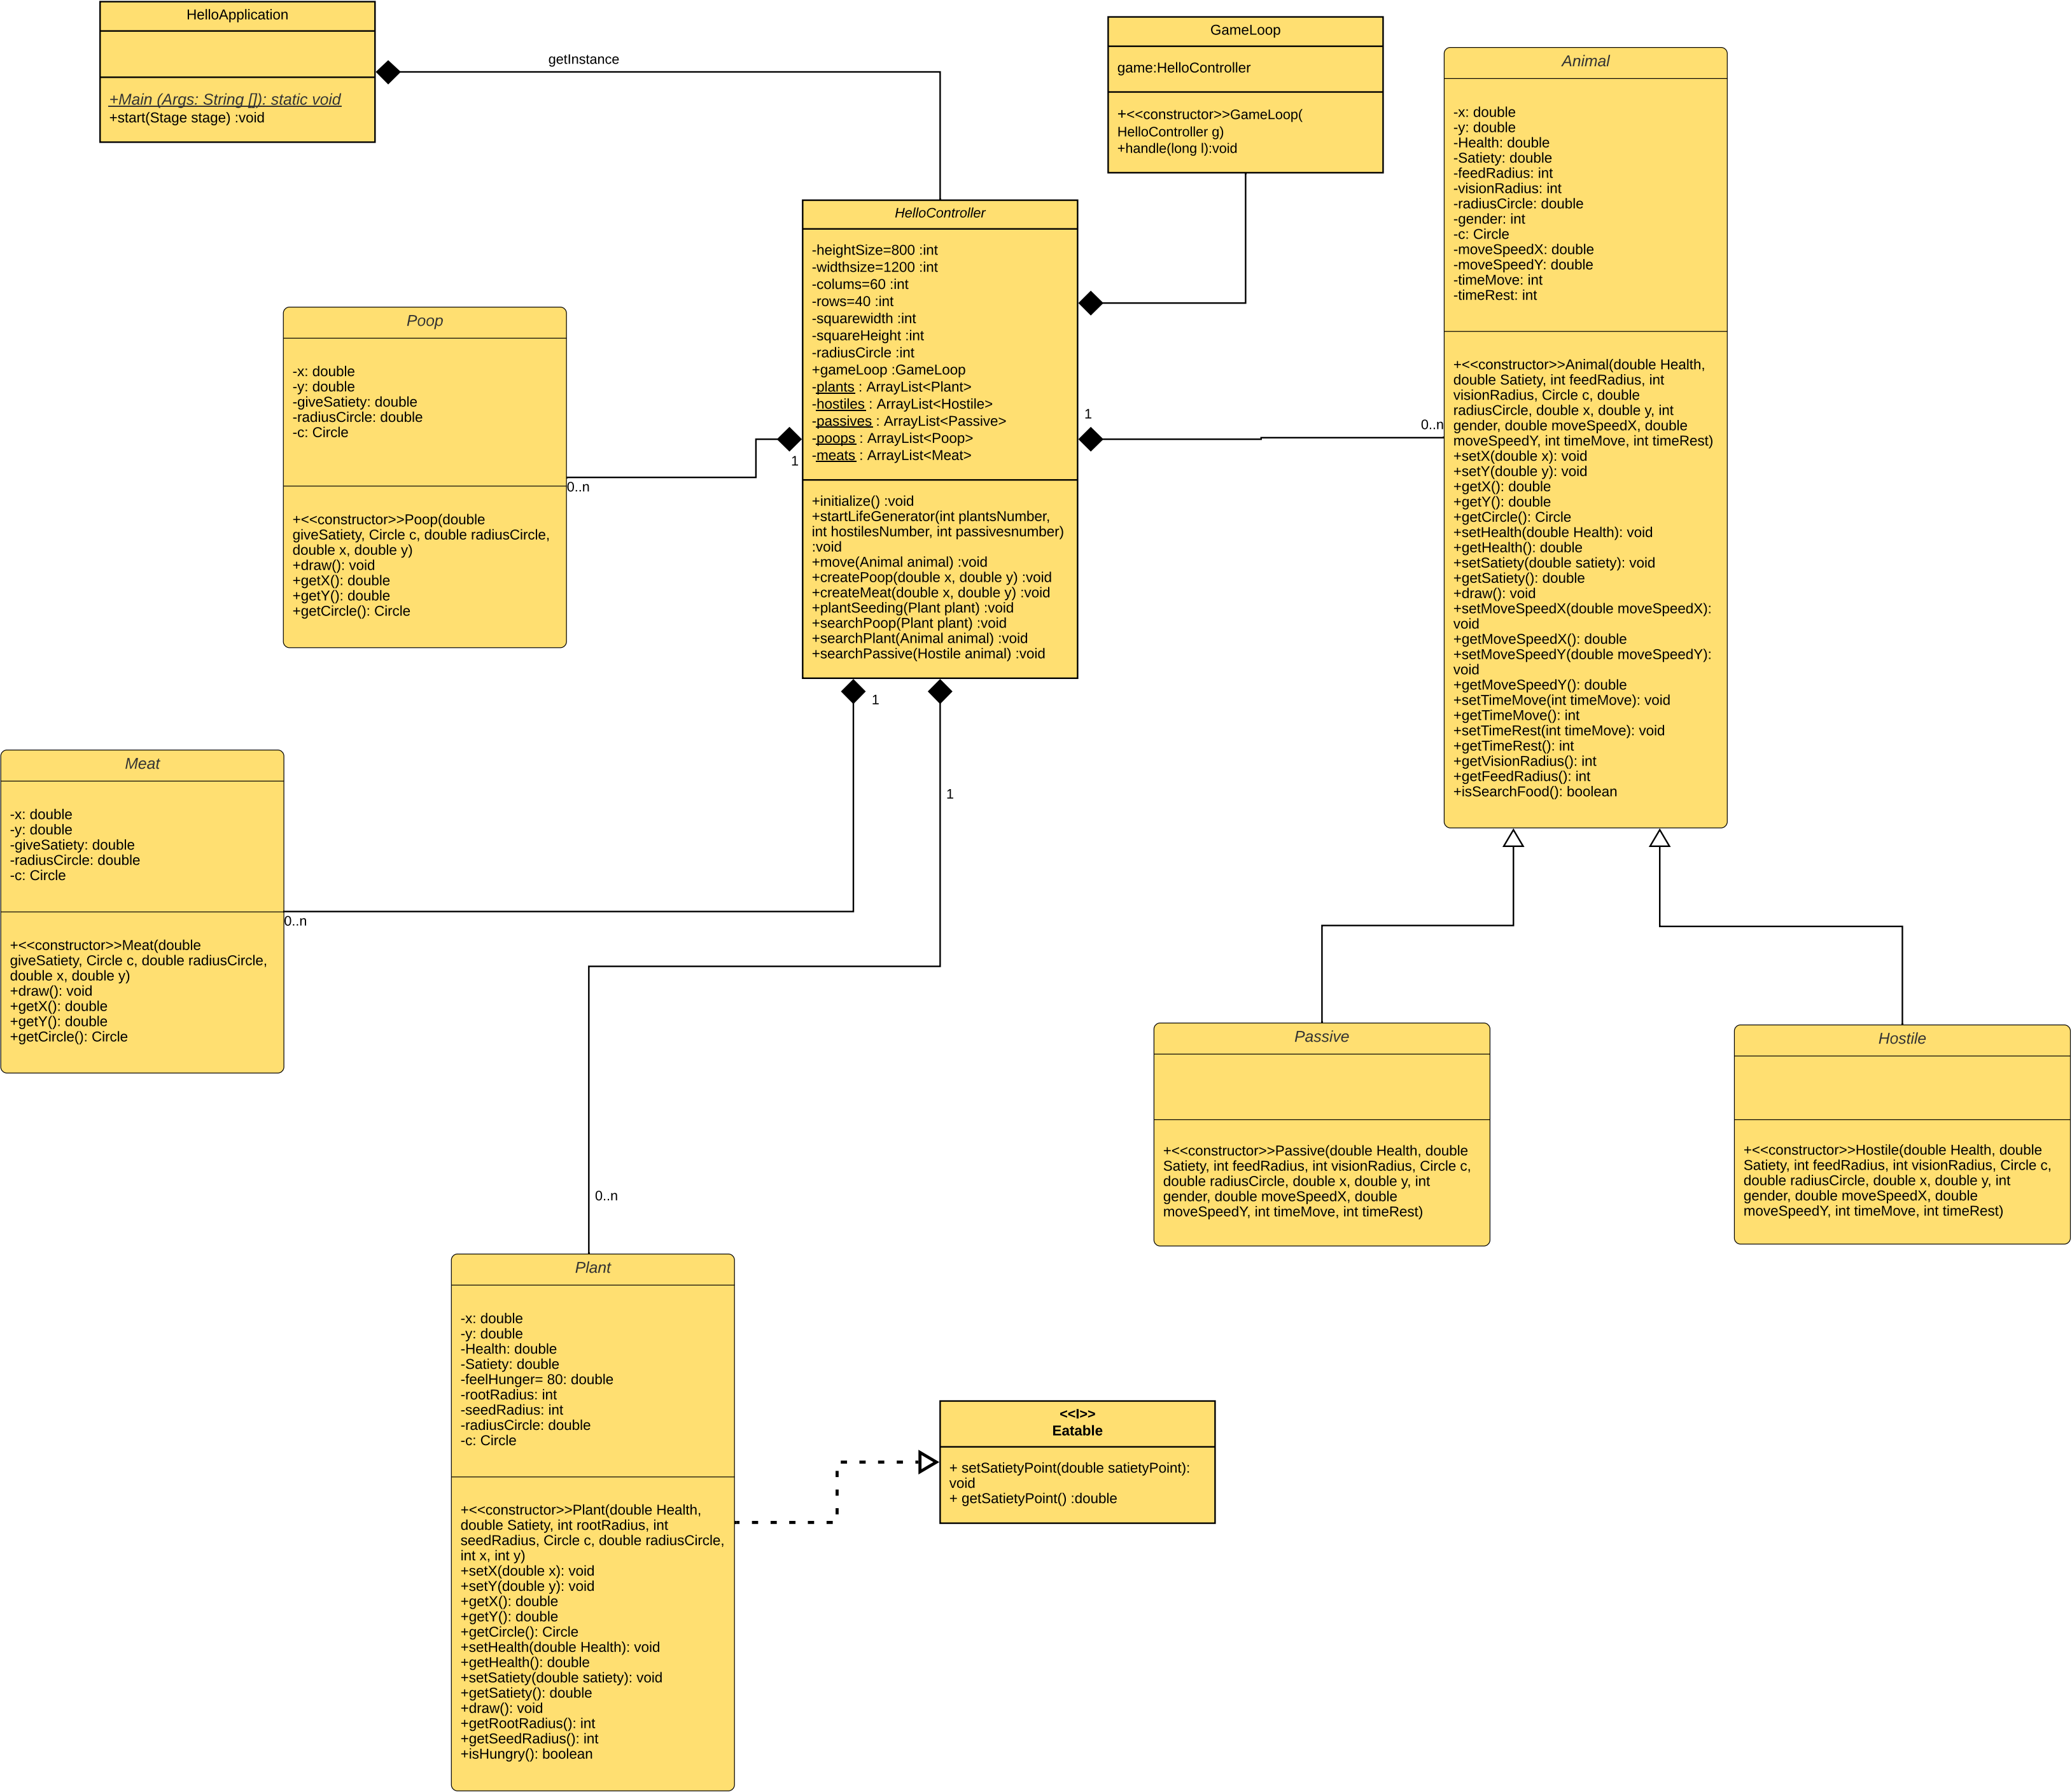 HelloApplication
+Main (Args: String []): static void
+start(Stage stage) :void
getInstance
GameLoop
game:HelloController
+<<constructor>>GameLoop(
HelloController g)
+handle(long l):void
Animal
-x: double
-y: double
-Health: double
-Satiety: double
-feedRadius: int
-visionRadius: int
-radiusCircle: double
-gender: int
-c: Circle
-moveSpeedX: double
-moveSpeedY: double
-timeMove: int
-timeRest: int
+<<constructor>>Animal(double Health,
double Satiety, int feedRadius, int
visionRadius, Circle c, double
radiusCircle, double x, double y, int
gender, double moveSpeedX, double
moveSpeedY, int timeMove, int timeRest)
+setX(double x): void
+setY(double y): void
+getX(): double
+getY(): double
+getCircle(): Circle
+setHealth(double Health): void
+getHealth(): double
+setSatiety(double satiety): void
+getSatiety(): double
+draw(): void
+setMoveSpeedX(double moveSpeedX):
void
+getMoveSpeedX(): double
+setMoveSpeedY(double moveSpeedY):
void
+getMoveSpeedY(): double
+setTimeMove(int timeMove): void
+getTimeMove(): int
+setTimeRest(int timeMove): void
+getTimeRest(): int
+getVisionRadius(): int
+getFeedRadius(): int
+isSearchFood(): boolean
HelloController
-heightSize=800 :int
-widthsize=1200 :int
-colums=60 :int
-rows=40 :int
-squarewidth :int
-squareHeight :int
-radiusCircle :int
+gameLoop :GameLoop
-plants : ArrayList<Plant>
-hostiles : ArrayList<Hostile>
-passives : ArrayList<Passive>
-poops : ArrayList<Poop>
-meats : ArrayList<Meat>
+initialize() :void
+startLifeGenerator(int plantsNumber,
int hostilesNumber, int passivesnumber)
:void
+move(Animal animal) :void
+createPoop(double x, double y) :void
+createMeat(double x, double y) :void
+plantSeeding(Plant plant) :void
+searchPoop(Plant plant) :void
+searchPlant(Animal animal) :void
+searchPassive(Hostile animal) :void
1
0..n
Poop
-x: double
-y: double
-giveSatiety: double
-radiusCircle: double
-c: Circle
+<<constructor>>Poop(double
giveSatiety, Circle c, double radiusCircle,
double x, double y)
+draw(): void
+getX(): double
+getY(): double
+getCircle(): Circle
1
0..n
1
1
Meat
-x: double
-y: double
-giveSatiety: double
-radiusCircle: double
-c: Circle
+<<constructor>>Meat(double
giveSatiety, Circle c, double radiusCircle,
double x, double y)
+draw(): void
+getX(): double
+getY(): double
+getCircle(): Circle
0..n
0..n
Passive
+<<constructor>>Passive(double Health, double
Satiety, int feedRadius, int visionRadius, Circle c,
double radiusCircle, double x, double y, int
gender, double moveSpeedX, double
moveSpeedY, int timeMove, int timeRest)
Hostile
+<<constructor>>Hostile(double Health, double
Satiety, int feedRadius, int visionRadius, Circle c,
double radiusCircle, double x, double y, int
gender, double moveSpeedX, double
moveSpeedY, int timeMove, int timeRest)
Plant
-x: double
-y: double
-Health: double
-Satiety: double
-feelHunger= 80: double
-rootRadius: int
-seedRadius: int
-radiusCircle: double
-c: Circle
+<<constructor>>Plant(double Health,
double Satiety, int rootRadius, int
seedRadius, Circle c, double radiusCircle,
int x, int y)
+setX(double x): void
+setY(double y): void
+getX(): double
+getY(): double
+getCircle(): Circle
+setHealth(double Health): void
+getHealth(): double
+setSatiety(double satiety): void
+getSatiety(): double
+draw(): void
+getRootRadius(): int
+getSeedRadius(): int
+isHungry(): boolean
<<I>>
Eatable
+ setSatietyPoint(double satietyPoint):
void
+ getSatietyPoint() :double